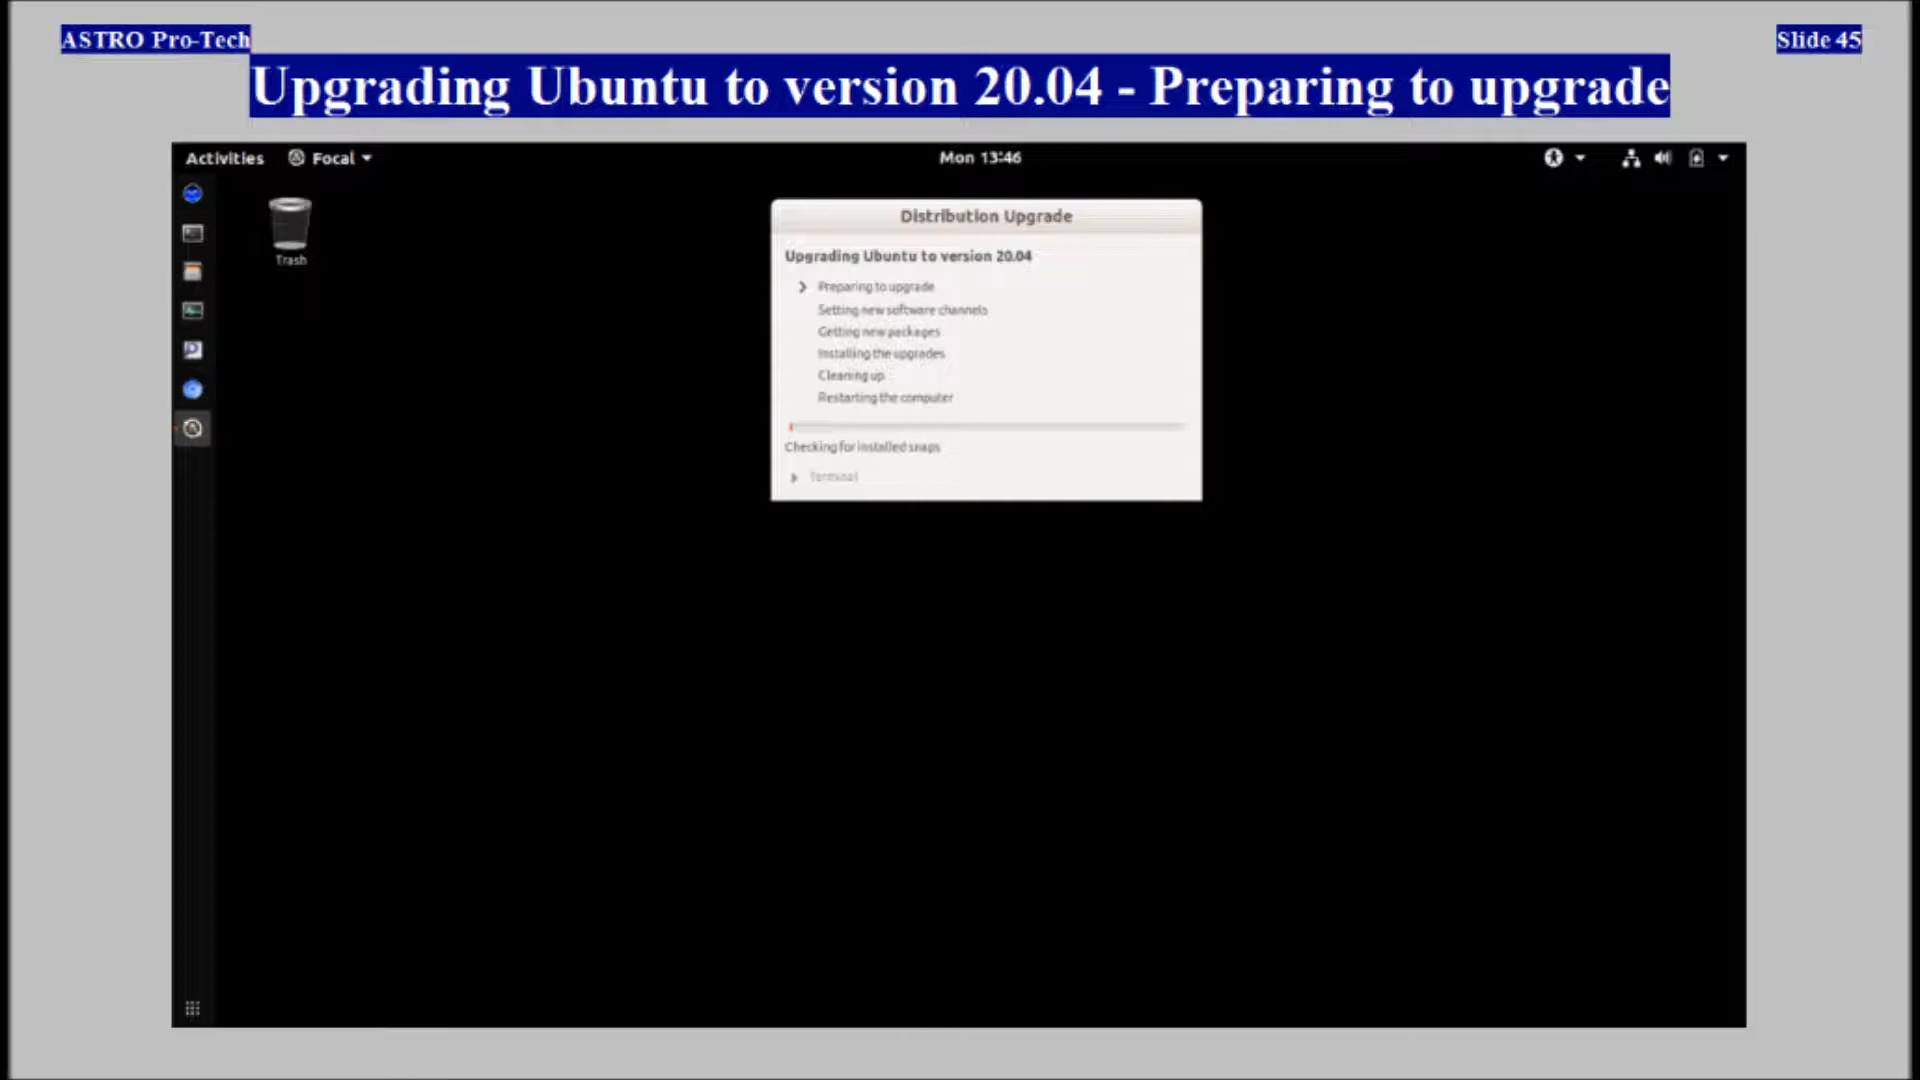 ASTRO Pro-Tech
Slide 45
Upgrading Ubuntu to version 20.04 - Preparing to upgrade
Activities
Focal
Mon 13:46
Trash
Distribution Upgrade
Upgrading Ubuntu to version 20.04
Preparing to upgrade
Setting new software channels
Getting new packages
Installing the upgrades
Cleaning up
Restarting the computer
Checking for installed snaps
Terminal